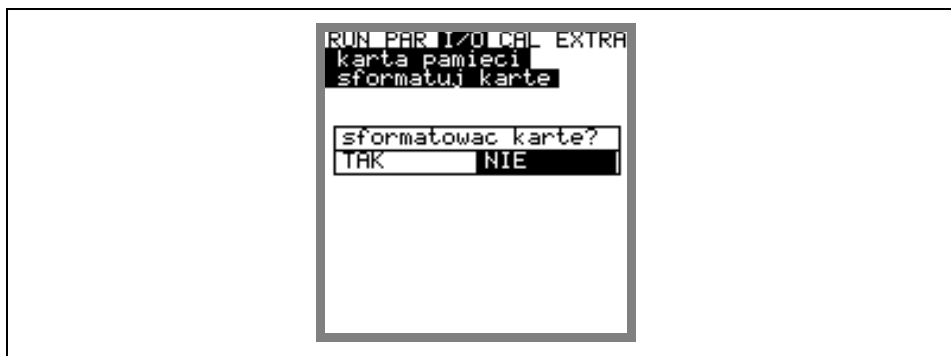 RUN PAR I/O CAL EXTRA
karta pamieci
sformatuj karte
sformatowac karte?
TAK NIE